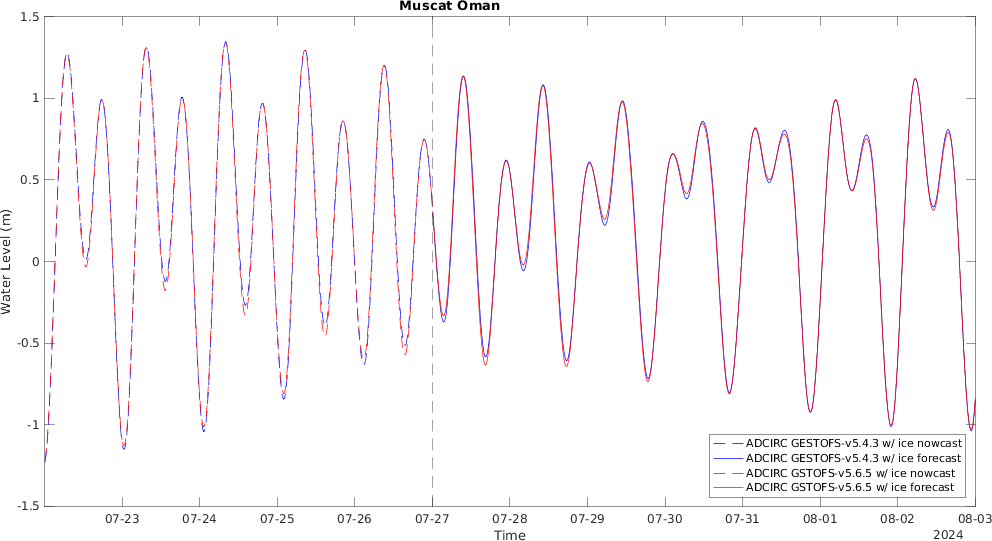 Muscat Oman
1.5
1
0.5
0
-0.5
-1
-1.5
Water Level (m)
07-23 07-24 07-25 07-26 07-27 07-28 07-29 07-30 07-31 08-01 08-02 08-03
Time
2024
ADCIRC GESTOFS-v5.4.3 w/ ice nowcast
ADCIRC GESTOFS-v5.4.3 w/ ice forecast
ADCIRC GSTOFS-v5.6.5 w/ ice nowcast
ADCIRC GSTOFS-v5.6.5 w/ ice forecast